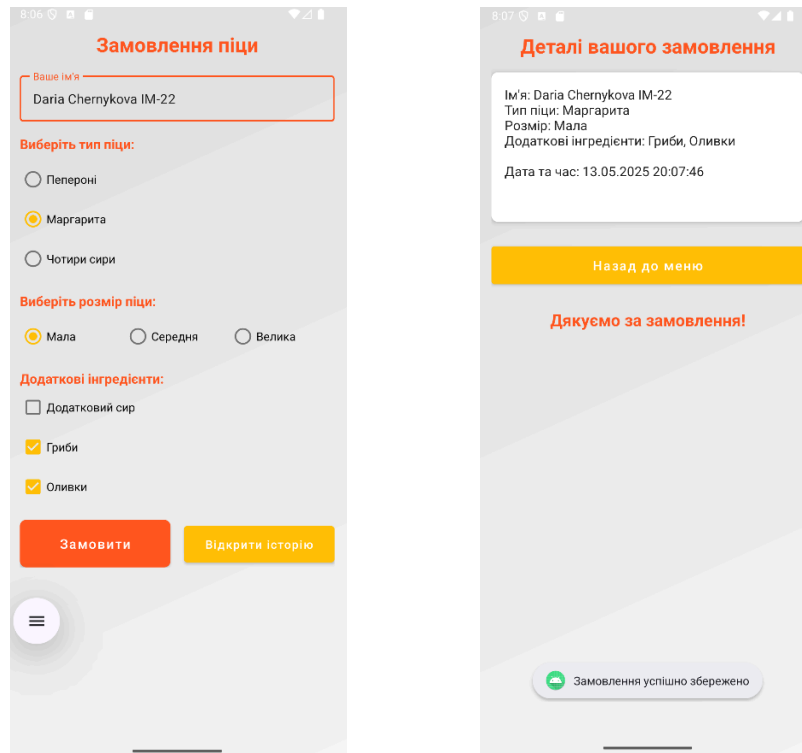 8:06
Замовлення піци
Ваше ім'я
Daria Chernykova IM-22
Виберіть тип піци:
Пепероні
Маргарита
Чотири сири
Виберіть розмір піци:
Мала Середня Велика
Додаткові інгредієнти:
Додатковий сир
Гриби
Оливки
Замовити Відкрити історію
8:07
Деталі вашого замовлення
Ім'я: Daria Chernykova IM-22
Тип піци: Маргарита
Розмір: Мала
Додаткові інгредієнти: Гриби, Оливки
Дата та час: 13.05.2025 20:07:46
Назад до меню
Дякуємо за замовлення!
Замовлення успішно збережено